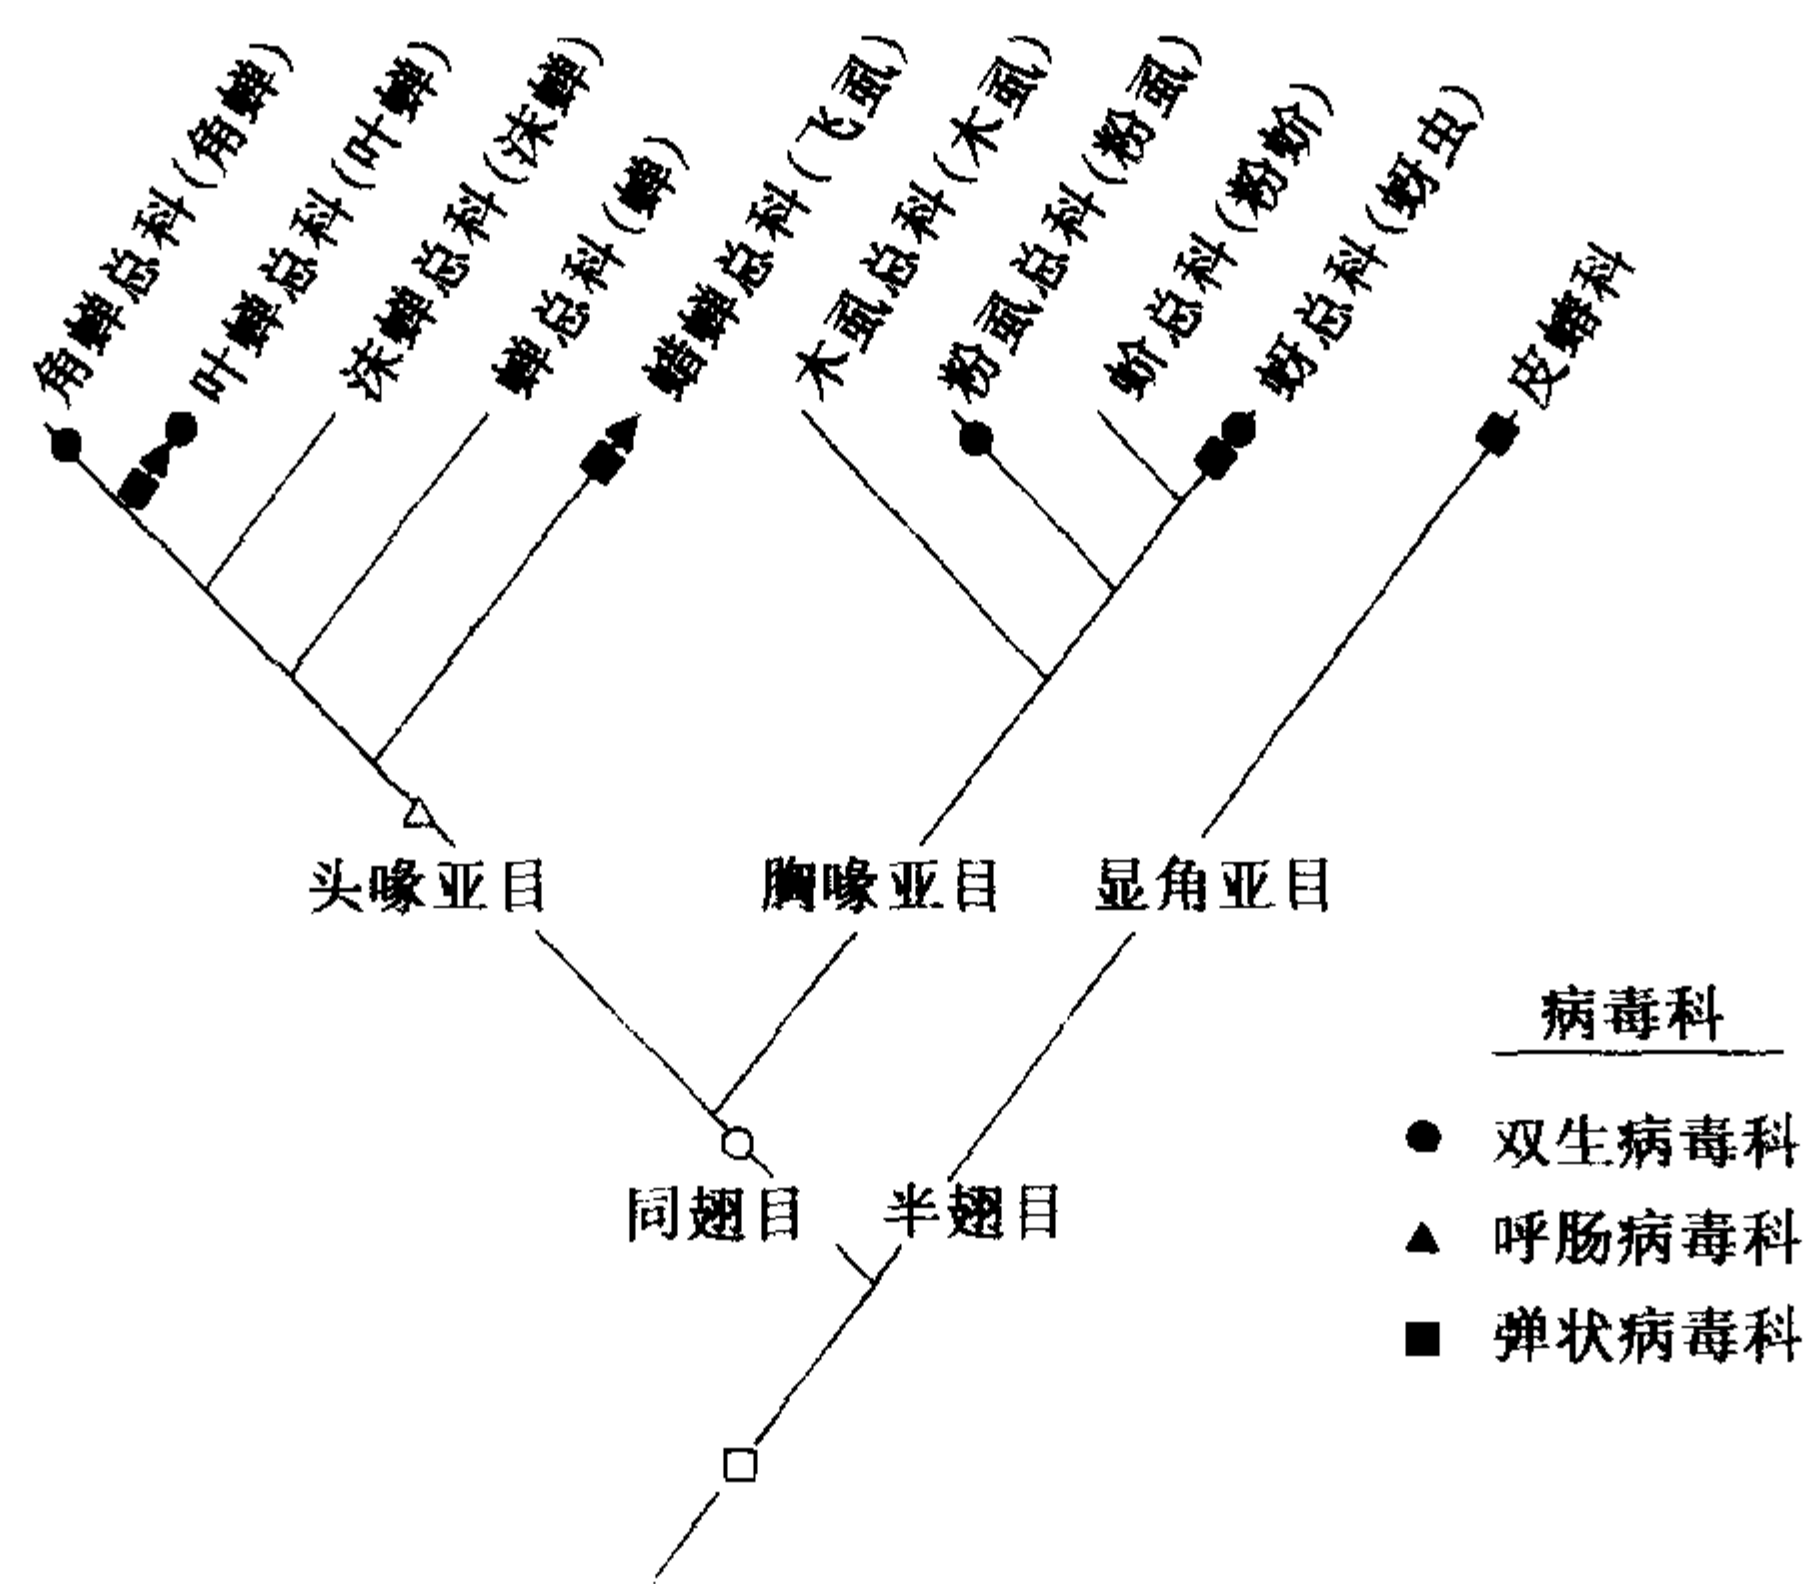 角蝉总科(角蝉)
叶蝉总科(叶蝉)
沫蝉总科(沫蝉)
蝉总科(蝉)
蜡蝉总科(飞虱)
木虱总科(木虱)
粉虱总科(粉虱)
蚧总科(粉蚧)
蚜总科(蚜虫)
皮蝽科
头喙亚目
胸喙亚目
显角亚目
同翅目
半翅目
病毒科
双生病毒科
呼肠病毒科
弹状病毒科